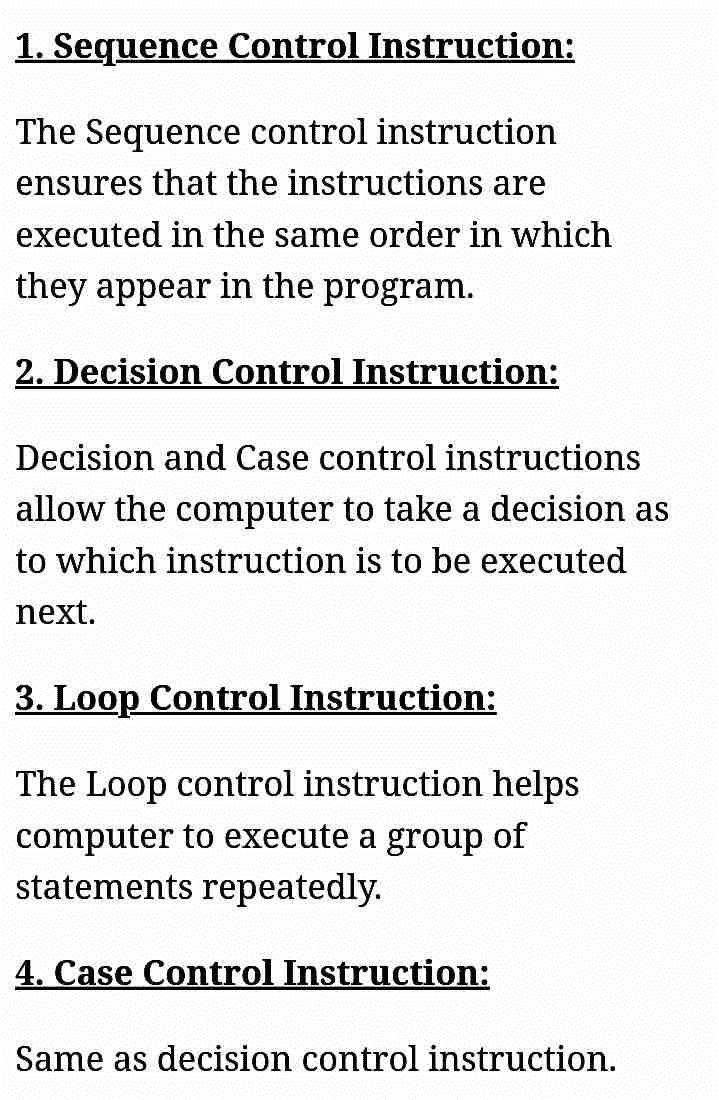 1. Sequence Control Instruction:
The Sequence control instruction
ensures that the instructions are
executed in the same order in which
they appear in the program.
2. Decision Control Instruction:
Decision and Case control instructions
allow the computer to take a decision as
to which instruction is to be executed
next.
3. Loop Control Instruction:
The Loop control instruction helps
computer to execute a group of
statements repeatedly.
4. Case Control Instruction:
Same as decision control instruction.